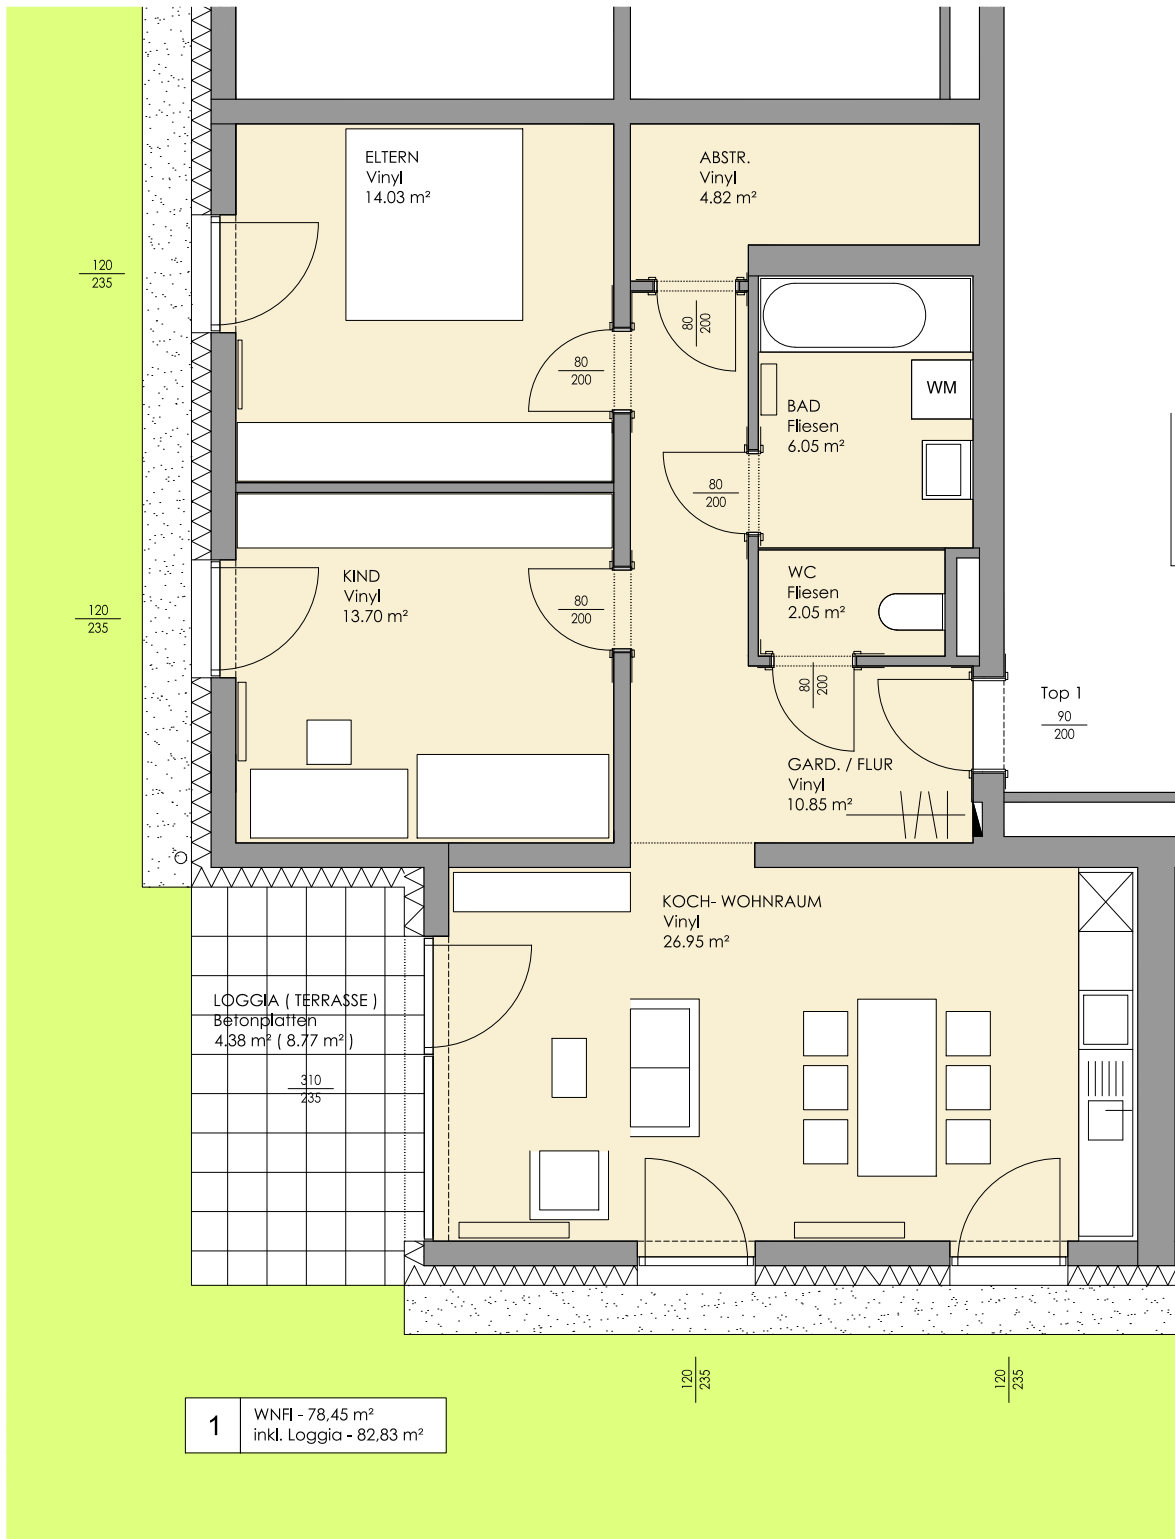 ELTERN
Vinyl
14.03 m²
ABSTR.
Vinyl
4.82 m²
120
235
80
200
80
200
WM
BAD
Fliesen
6.05 m²
80
200
KIND
Vinyl
13.70 m²
80
200
WC
Fliesen
2.05 m²
120
235
80
200
Top 1
90
200
GARD. / FLUR
Vinyl
10.85 m²
KOCH- WOHNRAUM
Vinyl
26.95 m²
LOGGIA ( TERRASSE )
Betonplatten
4.38 m² ( 8.77 m² )
310
235
120
235
120
235
1
WNFl - 78,45 m²
inkl. Loggia - 82,83 m²